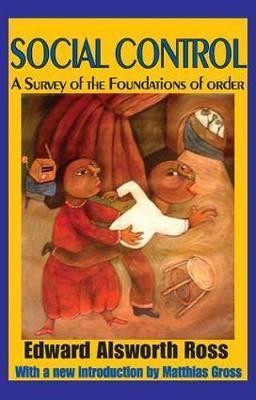 SOCIAL CONTROL
A SURVEY OF THE FOUNDATIONS OF ORDER
Edward Alsworth Ross
With a new introduction by Matthias Gross